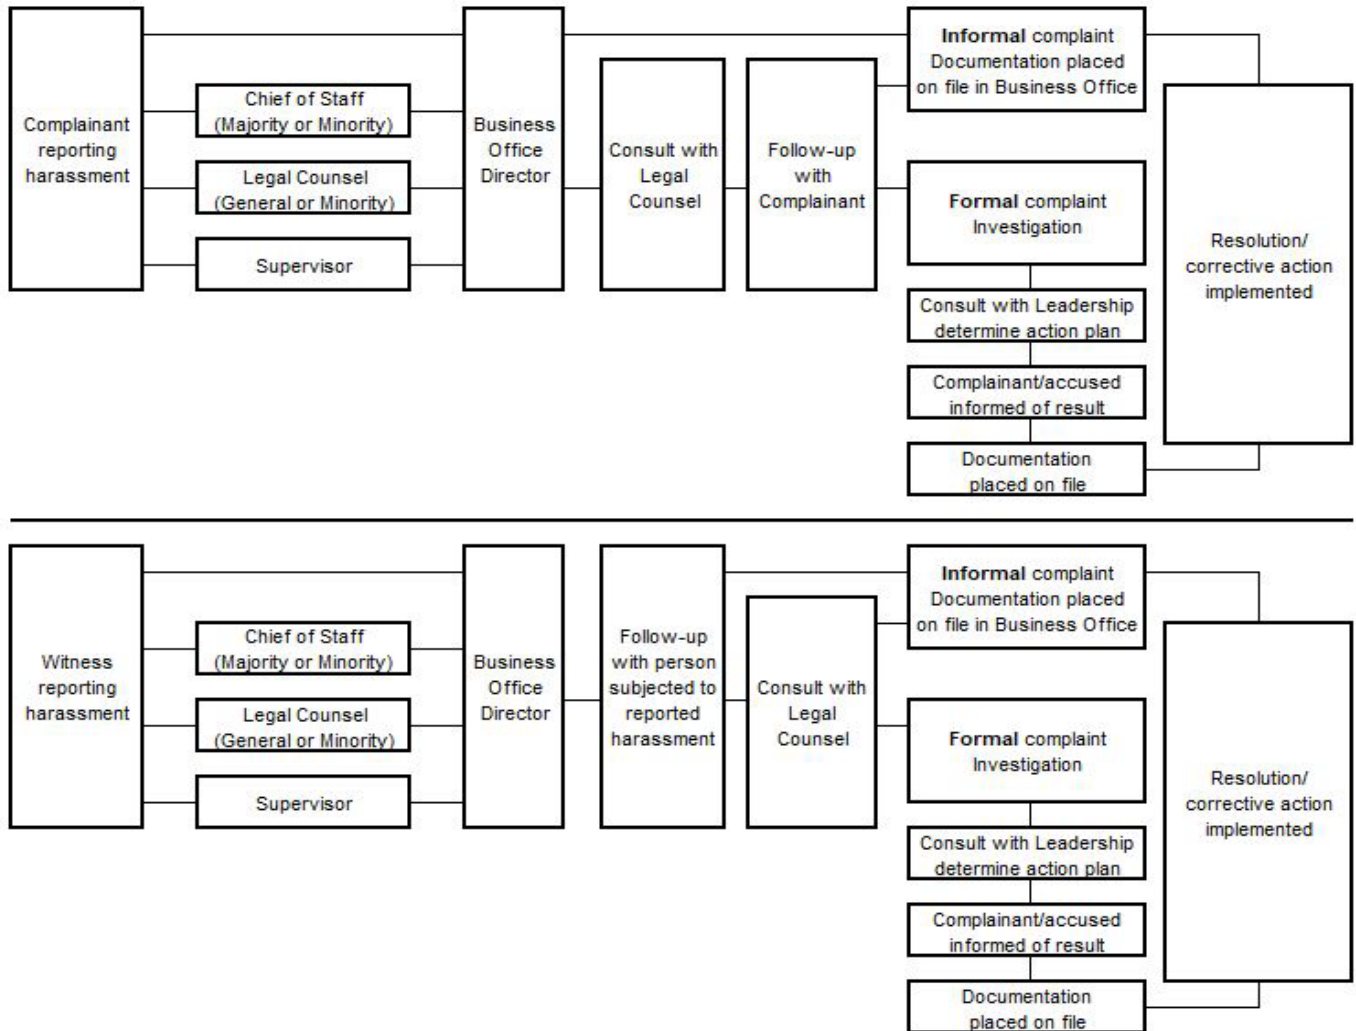 Complainant
reporting
harassment
Chief of Staff
(Majority or Minority)
Legal Counsel
(General or Minority)
Supervisor
Business
Office
Director
Consult with
Legal
Counsel
Follow-up
with
Complainant
Informal complaint
Documentation placed
on file in Business Office
Formal complaint
Investigation
Consult with Leadership
determine action plan
Complainant/accused
informed of result
Documentation
placed on file
Resolution/
corrective action
implemented
Witness
reporting
harassment
Chief of Staff
(Majority or Minority)
Legal Counsel
(General or Minority)
Supervisor
Business
Office
Director
Follow-up
with person
subjected to
reported
harassment
Consult with
Legal
Counsel
Informal complaint
Documentation placed
on file in Business Office
Formal complaint
Investigation
Consult with Leadership
determine action plan
Complainant/accused
informed of result
Documentation
placed on file
Resolution/
corrective action
implemented